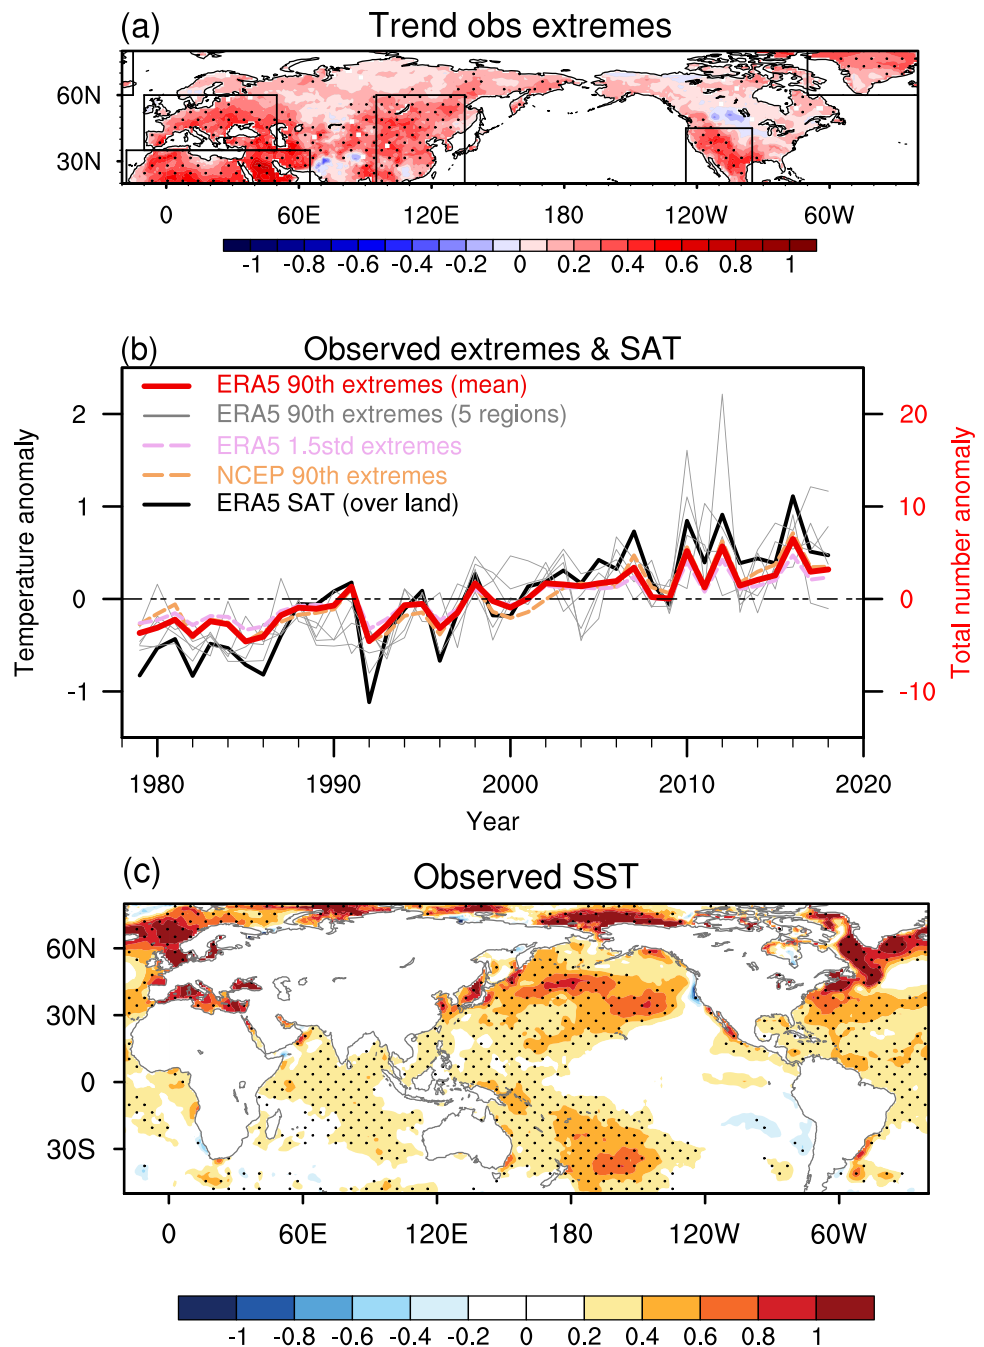 (a) Trend obs extremes
60N
30N
0 60E 120E 180 120W 60W
-1 -0.8 -0.6 -0.4 -0.2 0 0.2 0.4 0.6 0.8 1
(b) Observed extremes & SAT
ERA5 90th extremes (mean)
ERA5 90th extremes (5 regions)
ERA5 1.5std extremes
NCEP 90th extremes
ERA5 SAT (over land)
Temperature anomaly
2
1
0
-1
20
10
0
-10
Total number anomaly
1980 1990 2000 2010 2020
Year
(c) Observed SST
60N
30N
0
30S
0 60E 120E 180 120W 60W
-1 -0.8 -0.6 -0.4 -0.2 0 0.2 0.4 0.6 0.8 1